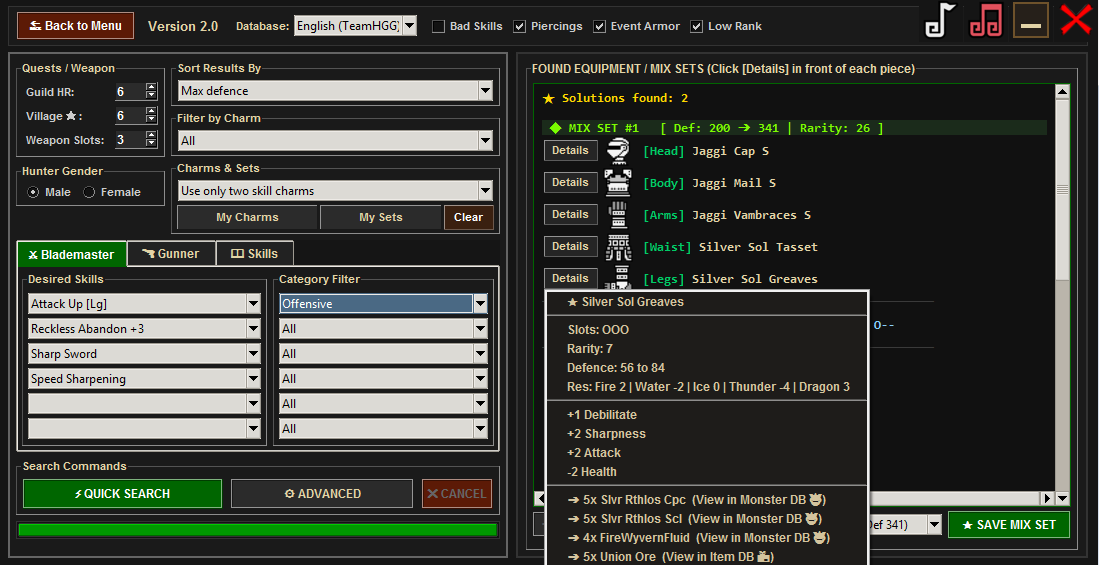 Back to Menu
Version 2.0
Database:
English (TeamHGG)
Bad Skills
Piercings
Event Armor
Low Rank
Quests / Weapon
Guild HR:
6
Village ★ :
6
Weapon Slots:
3
Sort Results By
Max defence
Filter by Charm
All
Hunter Gender
Male
Female
Charms & Sets
Use only two skill charms
My Charms
My Sets
Clear
Blademaster
Gunner
Skills
Desired Skills
Attack Up [Lg]
Reckless Abandon +3
Sharp Sword
Speed Sharpening
Category Filter
Offensive
All
All
All
All
All
Search Commands
⚡ QUICK SEARCH
⚙ ADVANCED
✕ CANCEL
FOUND EQUIPMENT / MIX SETS (Click [Details] in front of each piece)
★ Solutions found: 2
◆ MIX SET #1 [ Def: 200 ➔ 341 | Rarity: 26 ]
Details [Head] Jaggi Cap S
Details [Body] Jaggi Mail S
Details [Arms] Jaggi Vambraces S
Details [Waist] Silver Sol Tasset
Details [Legs] Silver Sol Greaves
★ Silver Sol Greaves
Slots: OOO
O--
Rarity: 7
Defence: 56 to 84
Res: Fire 2 | Water -2 | Ice 0 | Thunder -4 | Dragon 3
+1 Debilitate
+2 Sharpness
+2 Attack
-2 Health
➔ 5x Slvr Rthlos Cpc (View in Monster DB)
➔ 5x Slvr Rthlos Scl (View in Monster DB)
➔ 4x FireWyvernFluid (View in Monster DB)
➔ 5x Union Ore (View in Item DB)
Def 341)
★ SAVE MIX SET